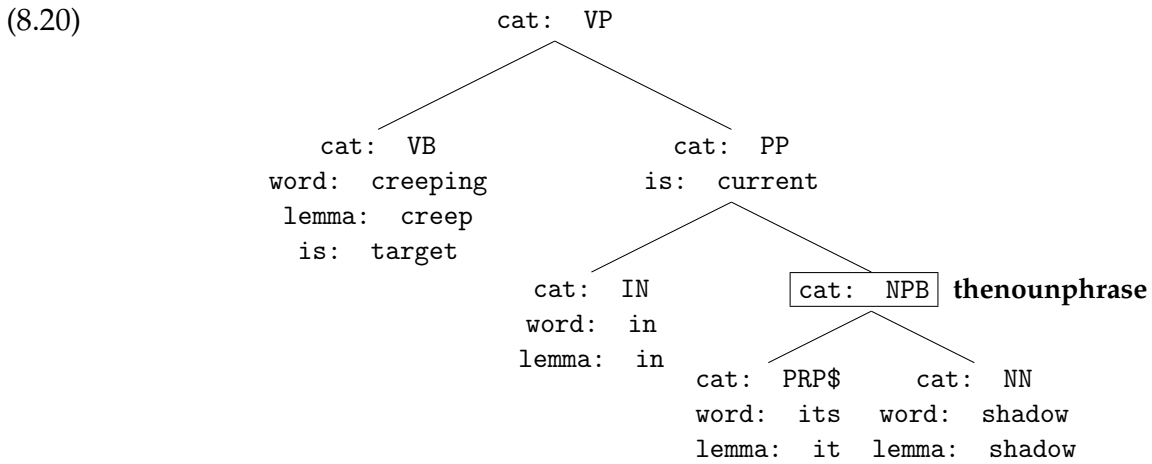 (8.20)
cat: VP
cat: VB
word: creeping
lemma: creep
is: target
cat: PP
is: current
cat: IN
word: in
lemma: in
cat: NPB thenounphrase
cat: PRP$
word: its
lemma: it
cat: NN
word: shadow
lemma: shadow